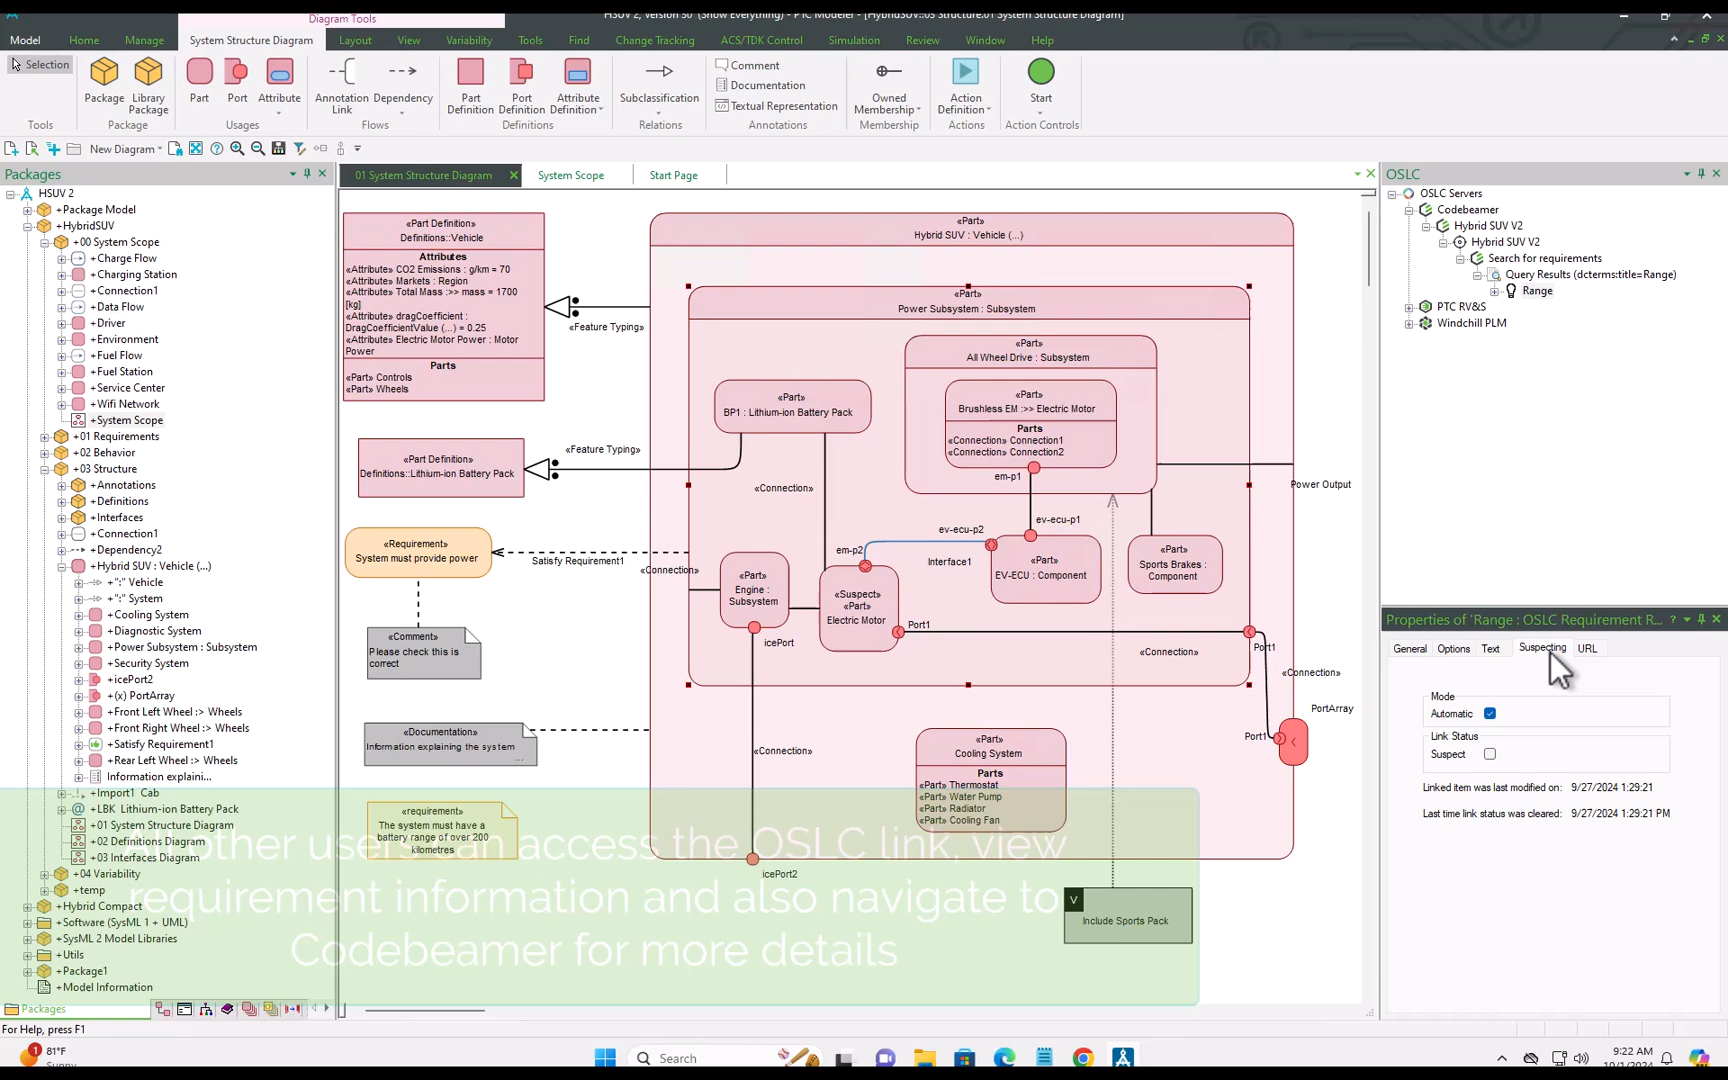 Diagram Tools
HSUV 2, Version 30 (Show Everything) - PTC Modeler - [HybridSUV::03 Structure.01 System Structure Diagram]
Model
Home
Manage
System Structure Diagram
Layout
View
Variability
Tools
Find
Change Tracking
ACS/TDK Control
Simulation
Review
Window
Help
Selection
Package
Library Package
Part
Port
Attribute
Annotation Link
Dependency
Part Definition
Port Definition
Attribute Definition
Subclassification
Comment
Documentation
Textual Representation
Owned Membership
Action Definition
Start
Tools
Package
Usages
Flows
Definitions
Relations
Annotations
Membership
Actions
Action Controls
New Diagram
Packages
HSUV 2
+Package Model
+HybridSUV
+00 System Scope
+Charge Flow
+Charging Station
+Connection1
+Data Flow
+Driver
+Environment
+Fuel Flow
+Fuel Station
+Service Center
+Wifi Network
+System Scope
+01 Requirements
+02 Behavior
+03 Structure
+Annotations
+Definitions
+Interfaces
+Connection1
+Dependency2
+Hybrid SUV : Vehicle (...)
+":" Vehicle
+":" System
+Cooling System
+Diagnostic System
+Power Subsystem : Subsystem
+Security System
+icePort2
+(x) PortArray
+Front Left Wheel :> Wheels
+Front Right Wheel :> Wheels
+Satisfy Requirement1
+Rear Left Wheel :> Wheels
Information explaini...
+Import1 Cab
+LBK Lithium-ion Battery Pack
+01 System Structure Diagram
+02 Definitions Diagram
+03 Interfaces Diagram
+04 Variability
+temp
+Hybrid Compact
+Software (SysML 1 + UML)
+SysML 2 Model Libraries
+Utils
+Package1
+Model Information
Packages
For Help, press F1
01 System Structure Diagram
System Scope
Start Page
«Part Definition»
Definitions::Vehicle
Attributes
«Attribute» CO2 Emissions : g/km = 70
«Attribute» Markets : Region
«Attribute» Total Mass :>> mass = 1700
[kg]
«Attribute» dragCoefficient :
DragCoefficientValue (...) = 0.25
«Attribute» Electric Motor Power : Motor
Power
Parts
«Part» Controls
«Part» Wheels
«Feature Typing»
«Part Definition»
Definitions::Lithium-ion Battery Pack
«Feature Typing»
«Requirement»
System must provide power
Satisfy Requirement1
«Comment»
Please check this is
correct
«Documentation»
Information explaining the system
...
«requirement»
The system must have a
battery range of over 200
kilometres
«Part»
Hybrid SUV : Vehicle (...)
«Part»
Power Subsystem : Subsystem
«Part»
All Wheel Drive : Subsystem
«Part»
Brushless EM :>> Electric Motor
Parts
«Connection» Connection1
«Connection» Connection2
em-p1
«Part»
BP1 : Lithium-ion Battery Pack
«Connection»
Power Output
ev-ecu-p1
ev-ecu-p2
em-p2
Interface1
«Part»
EV-ECU : Component
«Part»
Sports Brakes :
Component
«Connection»
«Part»
Engine :
Subsystem
«Suspect»
«Part»
Electric Motor
Port1
icePort
«Connection»
Port1
«Connection»
PortArray
Port1
«Connection»
«Part»
Cooling System
Parts
«Part» Thermostat
«Part» Water Pump
«Part» Radiator
«Part» Cooling Fan
icePort2
V
Include Sports Pack
All other users can access the OSLC link, view
requirement information and also navigate to
Codebeamer for more details
OSLC
OSLC Servers
Codebeamer
Hybrid SUV V2
Hybrid SUV V2
Search for requirements
Query Results (dcterms:title=Range)
Range
PTC RV&S
Windchill PLM
Properties of 'Range : OSLC Requirement R...
General
Options
Text
Suspecting
URL
Mode
Automatic
Link Status
Suspect
Linked item was last modified on: 9/27/2024 1:29:21
Last time link status was cleared: 9/27/2024 1:29:21 PM
1
81°F
Sunny
Search
9:22 AM
10/1/2024